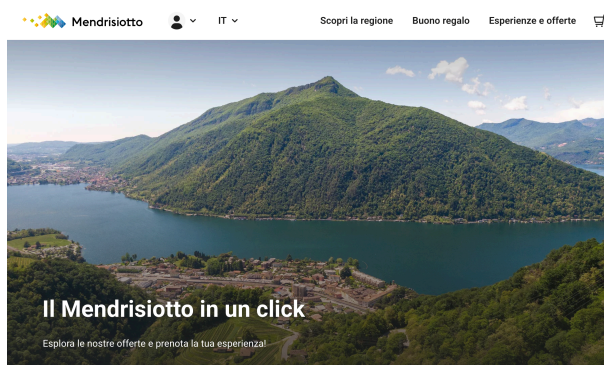 Mendrisiotto
IT
Scopri la regione
Buono regalo
Esperienze e offerte
Il Mendrisiotto in un click
Esplora le nostre offerte e prenota la tua esperienza!